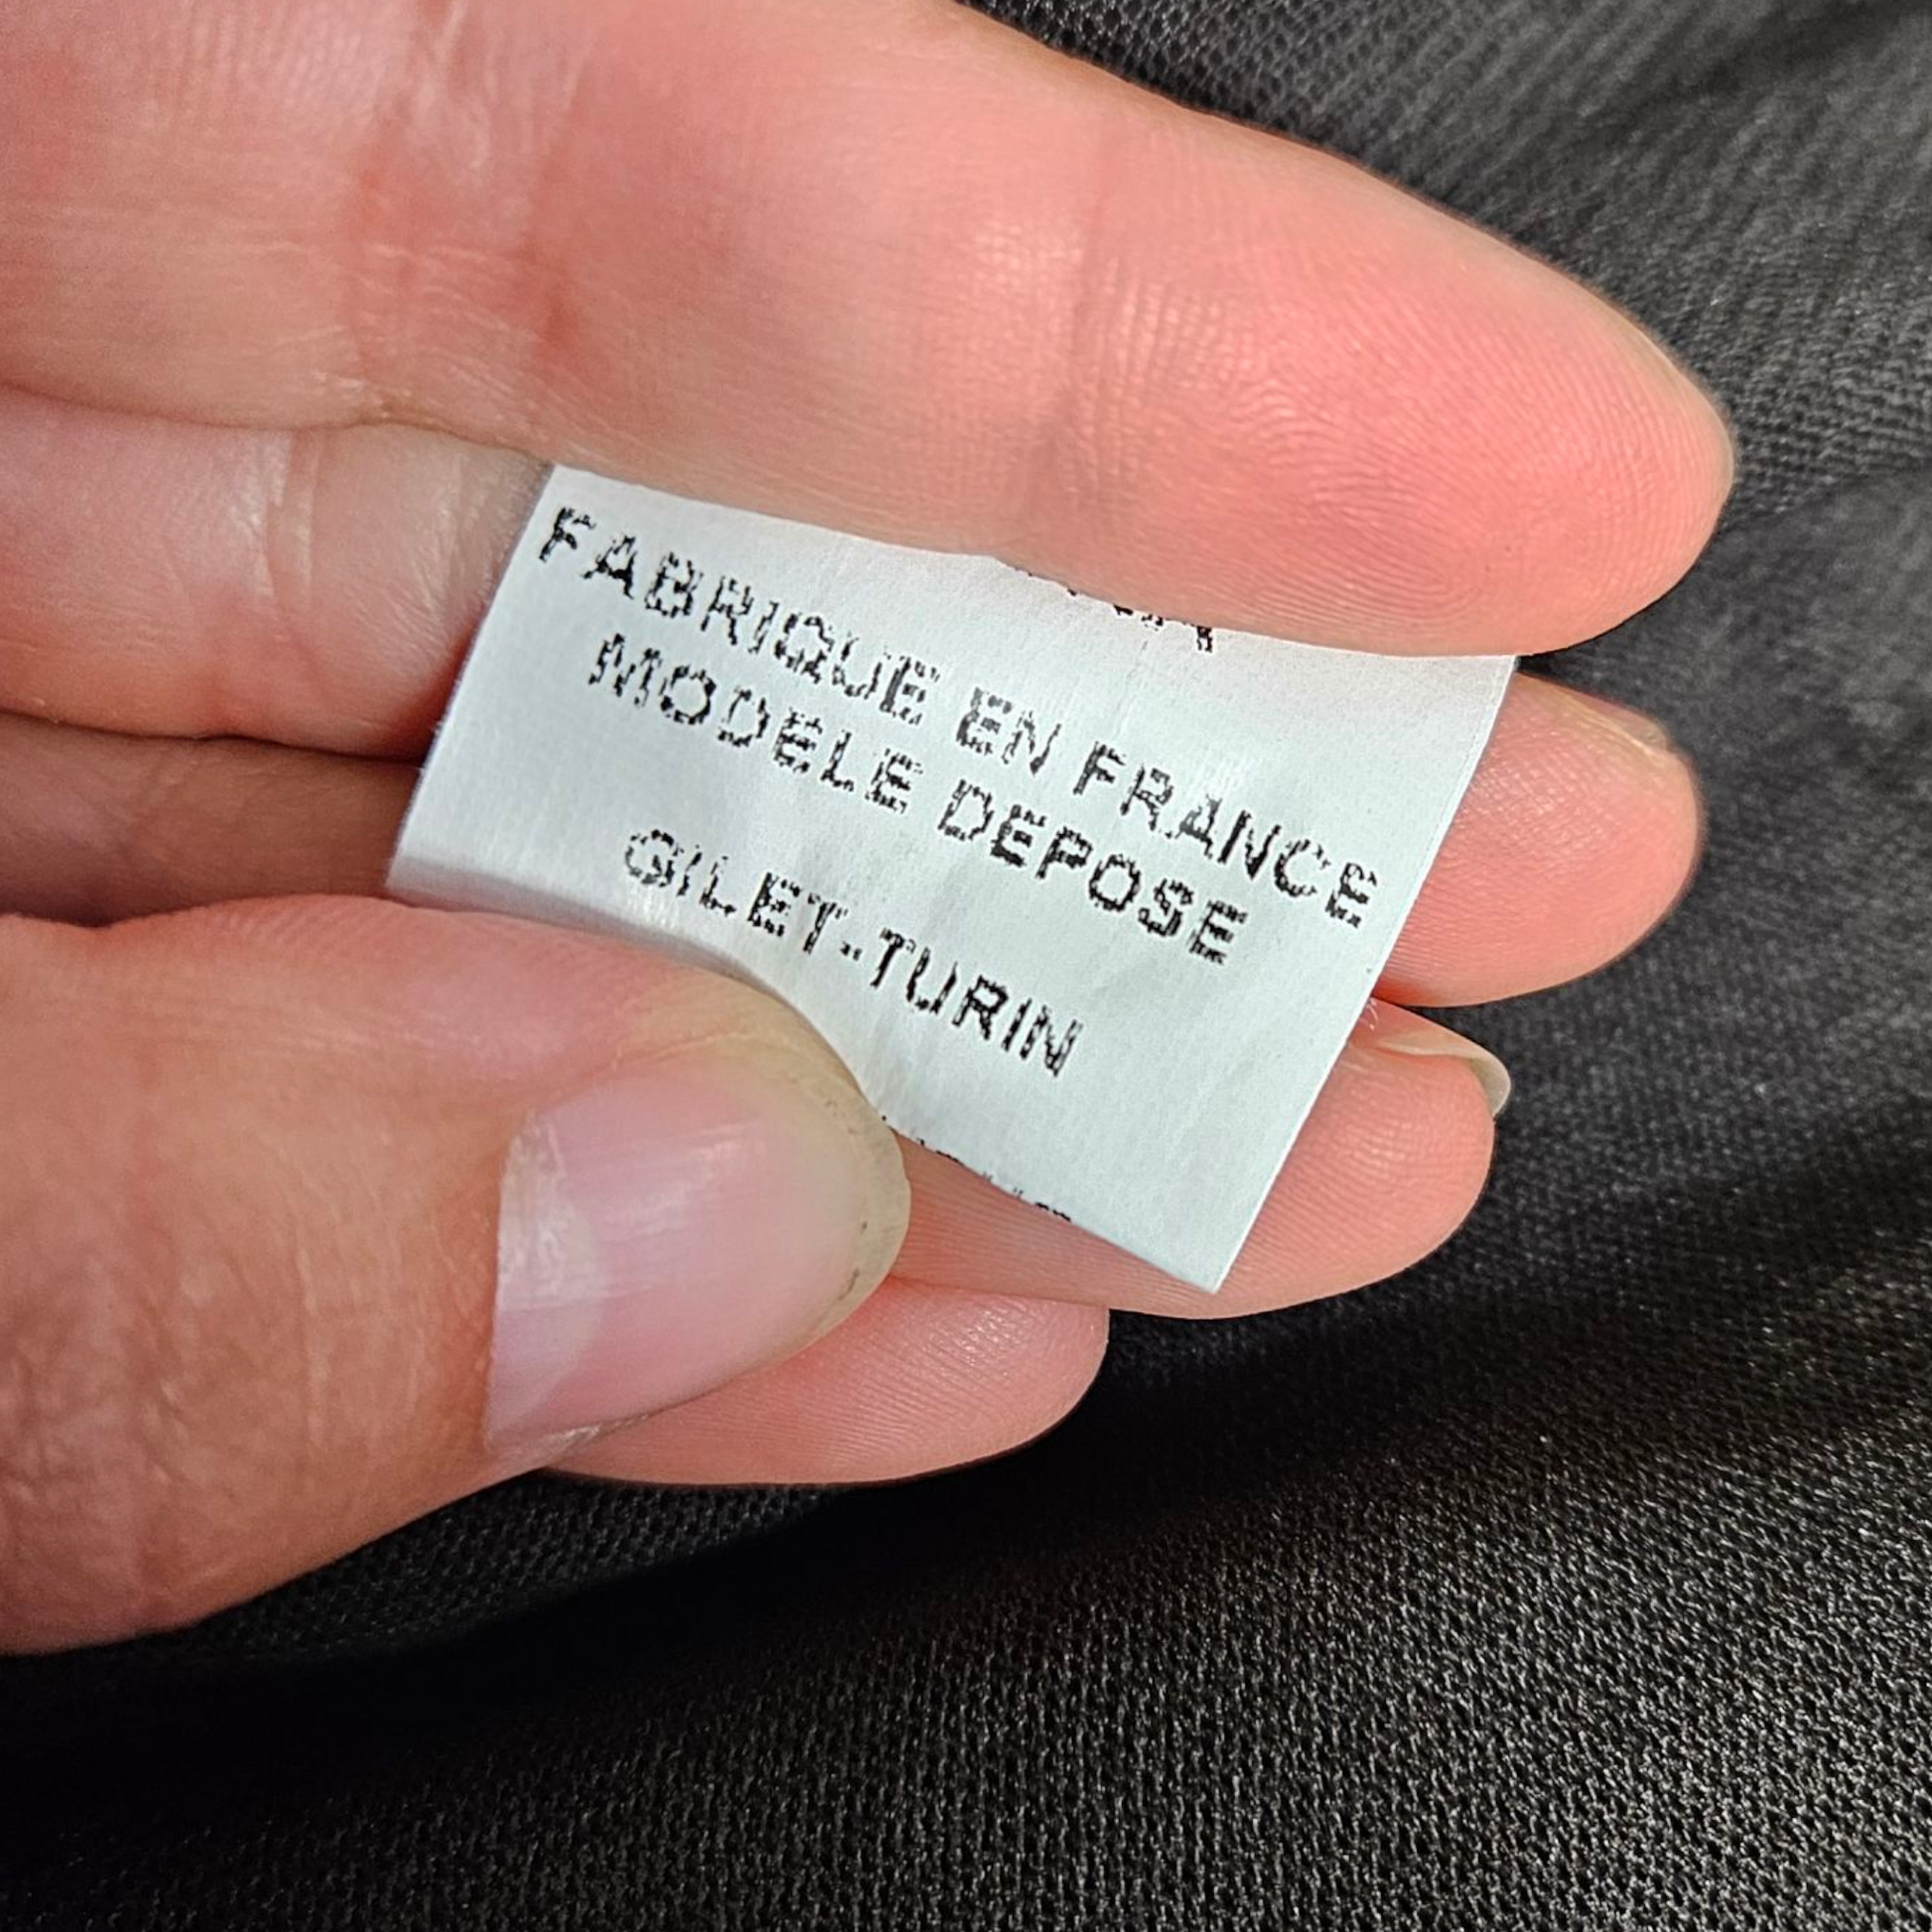 FABRIQUE EN FRANCE
MODELE DEPOSE
GILET-TURIN